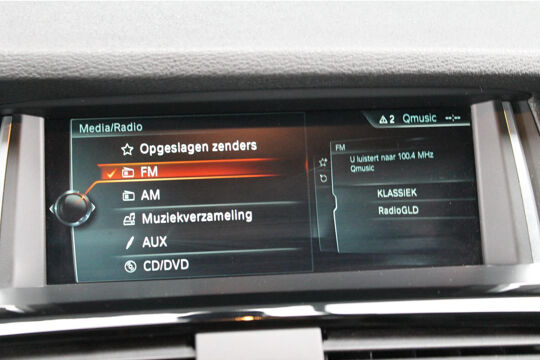 Media/Radio
2 Qmusic --:--
Opgeslagen zenders
FM
AM
Muziekverzameling
AUX
CD/DVD
FM
U luistert naar 100.4 MHz
Qmusic
KLASSIEK
RadioGLD